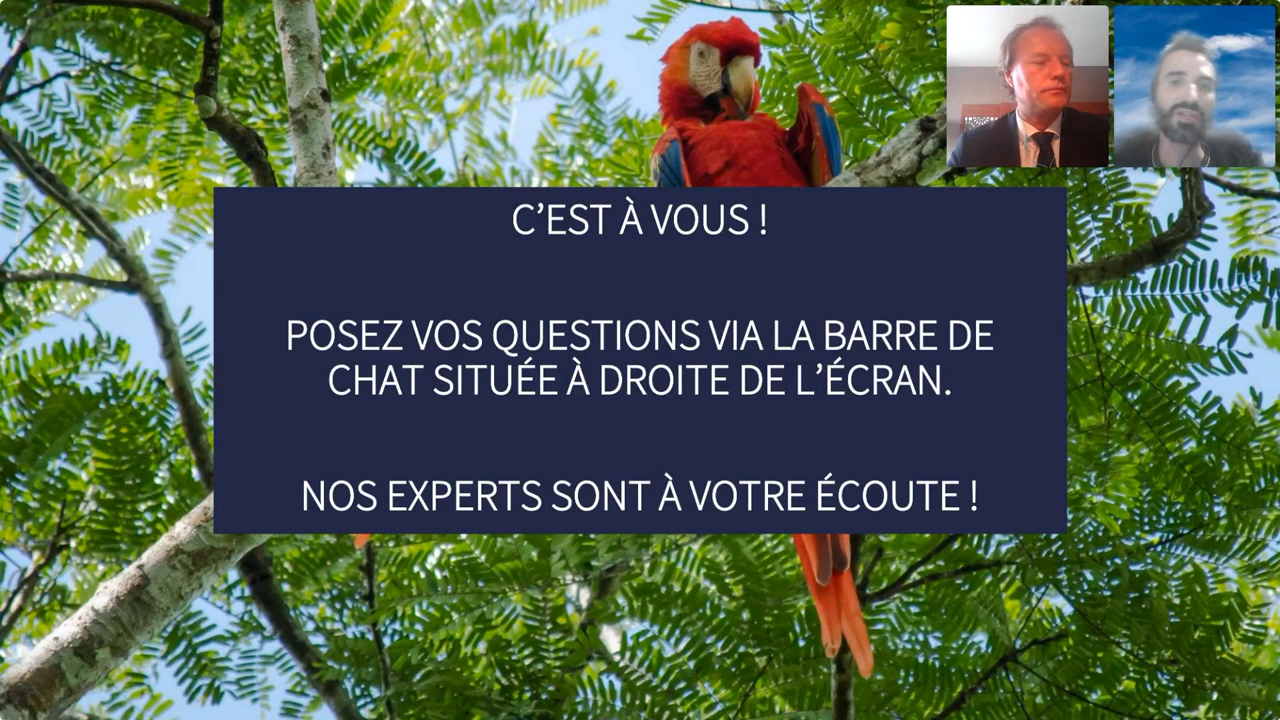 C’EST À VOUS !
POSEZ VOS QUESTIONS VIA LA BARRE DE
CHAT SITUÉE À DROITE DE L’ÉCRAN.
NOS EXPERTS SONT À VOTRE ÉCOUTE !